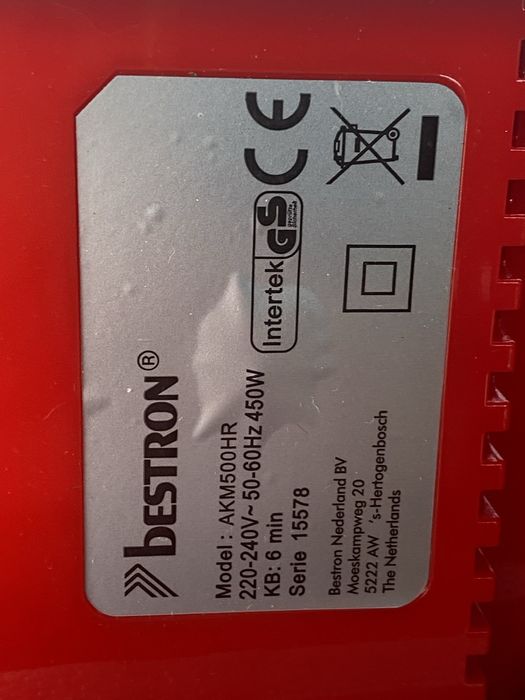 BESTRON®
Model: AKM500HR
220-240V~ 50-60Hz 450W
KB: 6 min
Serie 15578
Intertek GS
CE
Bestron Nederland BV
Moeskampweg 20
5222 AW 's-Hertogenbosch
The Netherlands